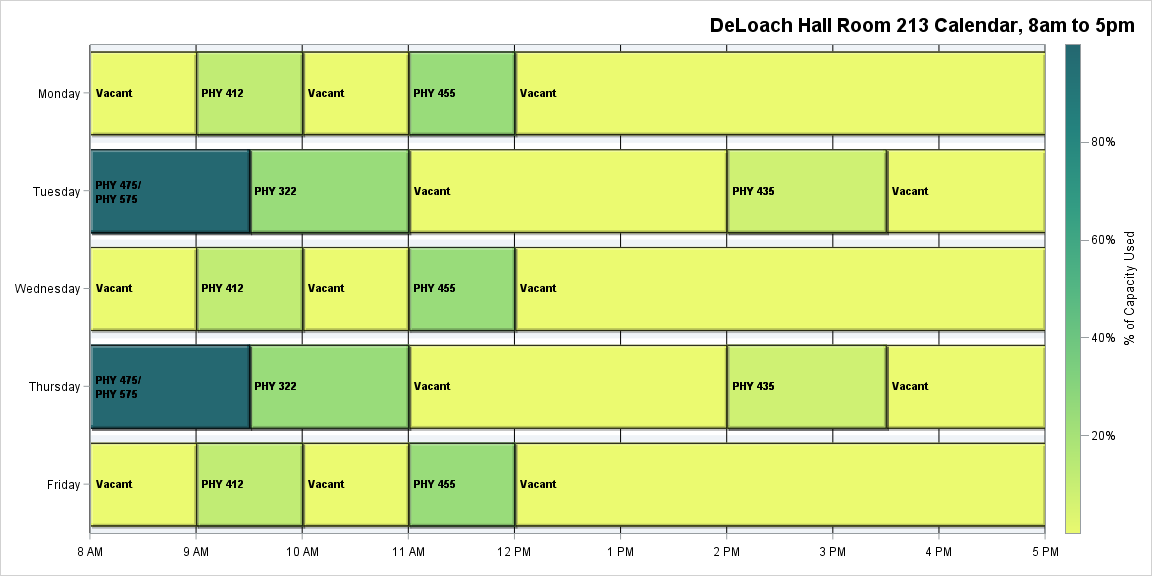 DeLoach Hall Room 213 Calendar, 8am to 5pm
Monday
Vacant
PHY 412
Vacant
PHY 455
Vacant
Tuesday
PHY 475/
PHY 575
PHY 322
Vacant
PHY 435
Vacant
Wednesday
Vacant
PHY 412
Vacant
PHY 455
Vacant
Thursday
PHY 475/
PHY 575
PHY 322
Vacant
PHY 435
Vacant
Friday
Vacant
PHY 412
Vacant
PHY 455
Vacant
8 AM
9 AM
10 AM
11 AM
12 PM
1 PM
2 PM
3 PM
4 PM
5 PM
80%
60%
40%
20%
% of Capacity Used